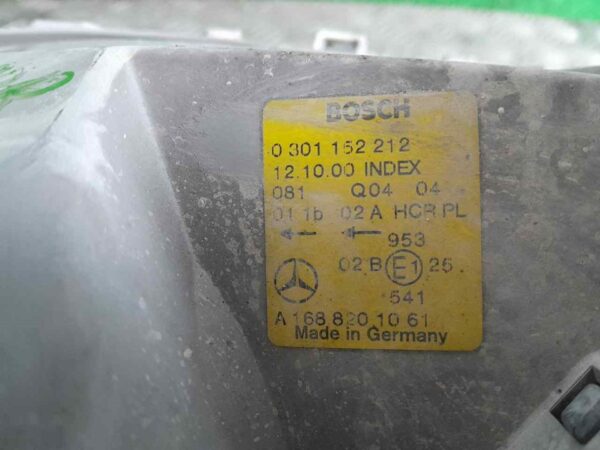 BOSCH
0 301 152 212
12.10.00 INDEX
081 Q04 04
01 1b 02 A HCR PL
953
02 B E1 25
541
A 168 820 10 61
Made in Germany